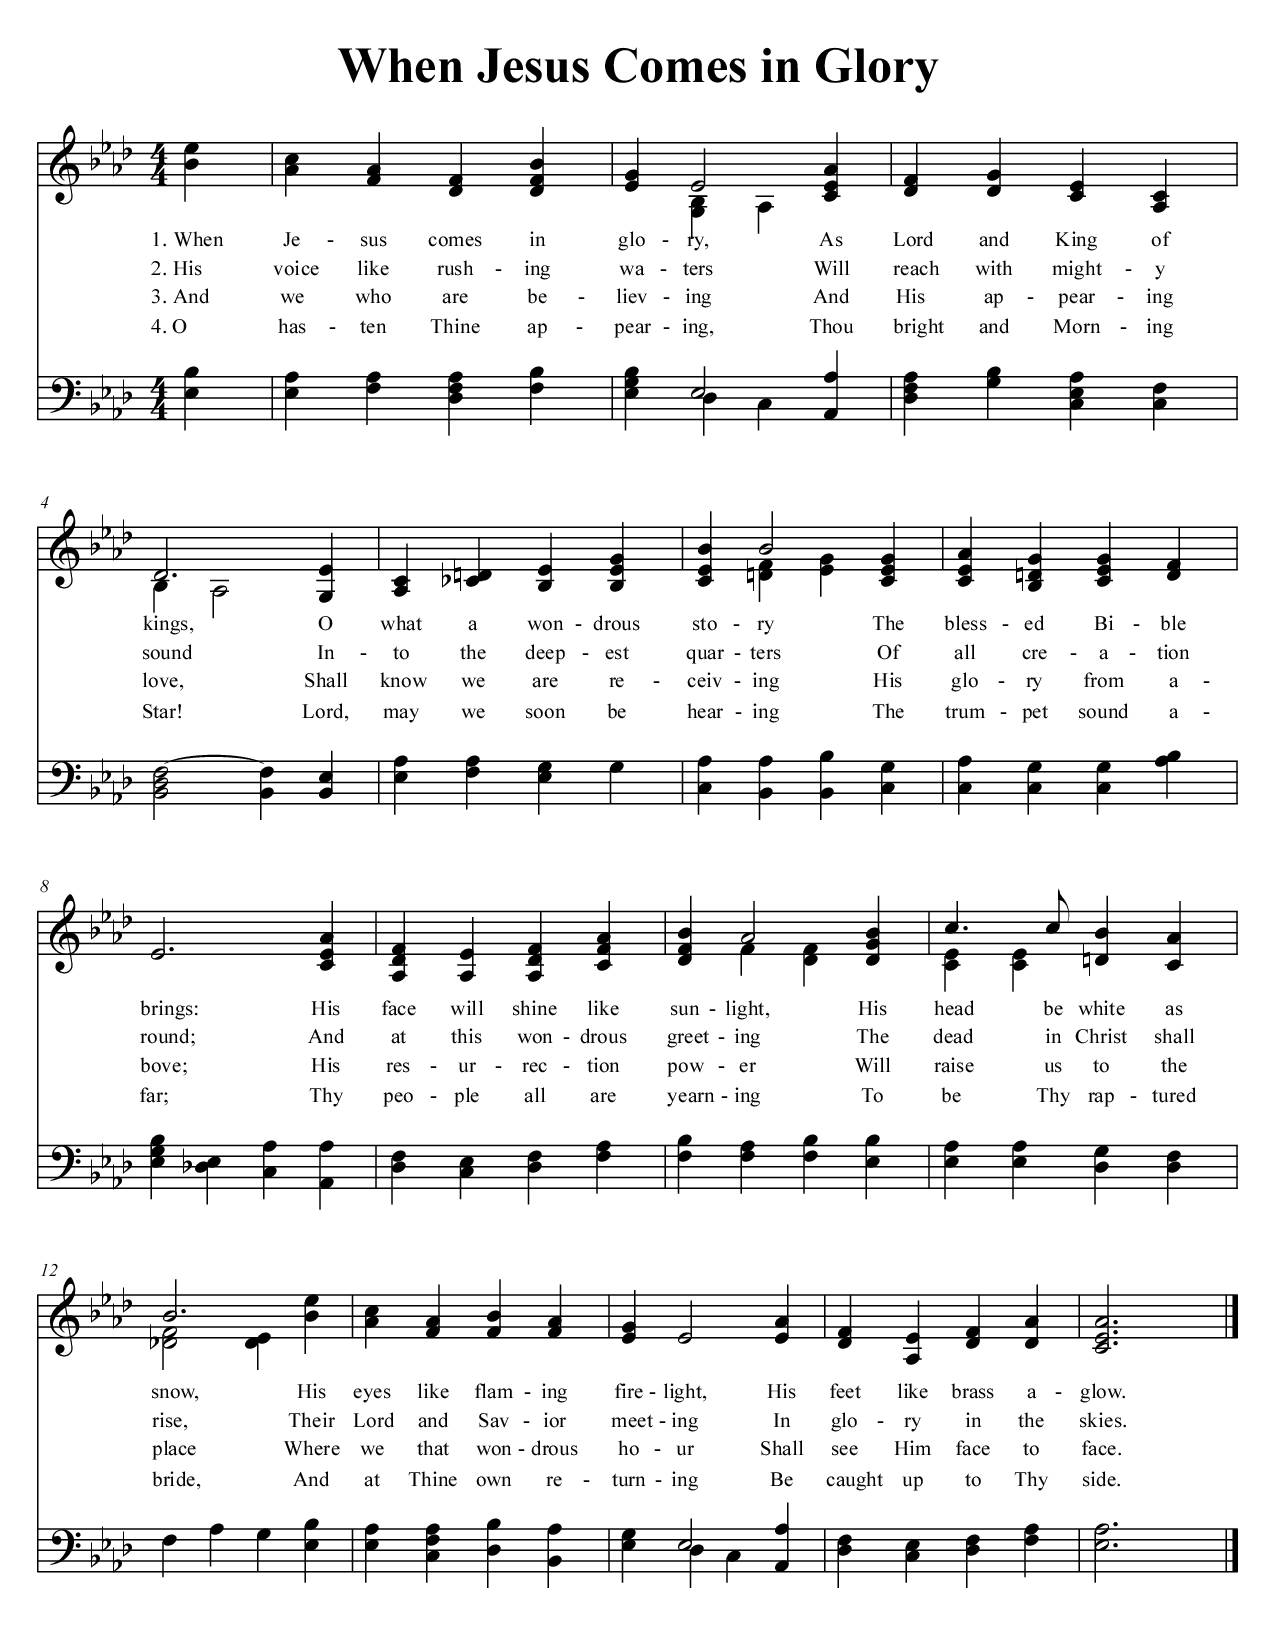 When Jesus Comes in Glory
1. When Je - sus comes in glo - ry, As Lord and King of
2. His voice like rush - ing wa - ters Will reach with might - y
3. And we who are be - liev - ing And His ap - pear - ing
4. O has - ten Thine ap - pear - ing, Thou bright and Morn - ing
4
kings, O what a won - drous sto - ry The bless - ed Bi - ble
sound In - to the deep - est quar - ters Of all cre - a - tion
love, Shall know we are re - ceiv - ing His glo - ry from a -
Star! Lord, may we soon be hear - ing The trum - pet sound a -
8
brings: His face will shine like sun - light, His head be white as
round; And at this won - drous greet - ing The dead in Christ shall
bove; His res - ur - rec - tion pow - er Will raise us to the
far; Thy peo - ple all are yearn - ing To be Thy rap - tured
12
snow, His eyes like flam - ing fire - light, His feet like brass a - glow.
rise, Their Lord and Sav - ior meet - ing In glo - ry in the skies.
place Where we that won - drous ho - ur Shall see Him face to face.
bride, And at Thine own re - turn - ing Be caught up to Thy side.